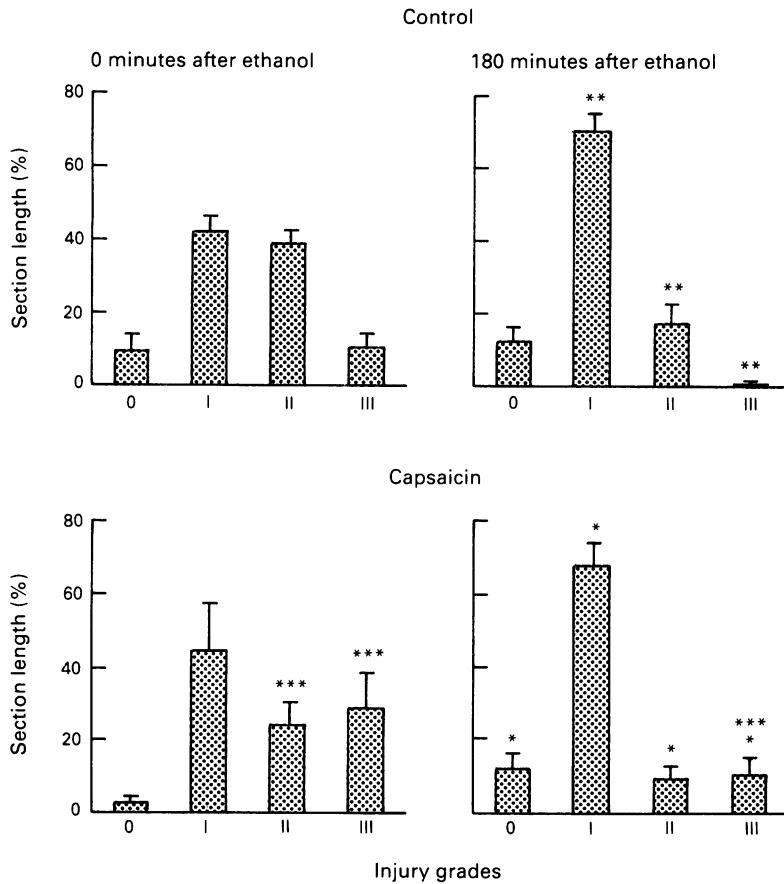 Control
0 minutes after ethanol
180 minutes after ethanol
Section length (%)
80
60
40
20
0
**
**
**
0 I II III
0 I II III
Capsaicin
Section length (%)
80
60
40
20
0
***
***
*
*
*
***
*
0 I II III
0 I II III
Injury grades